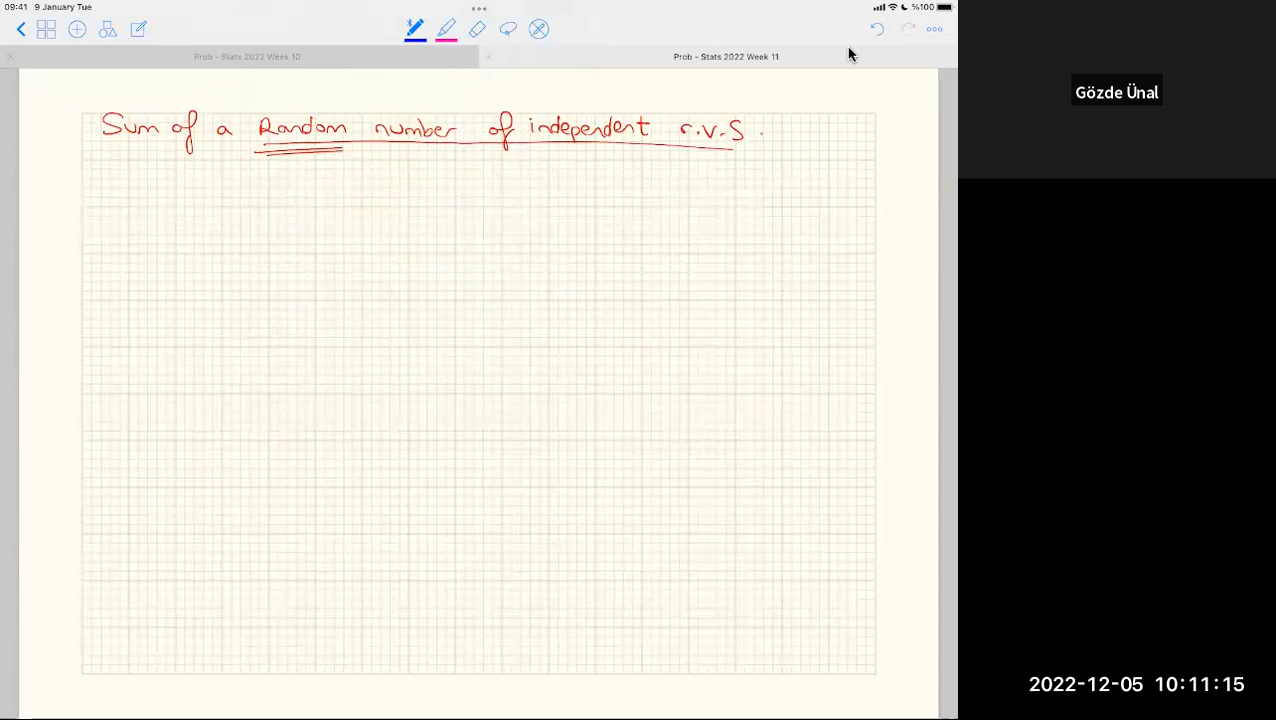 09:41 9 January Tue %100
Prob - Stats 2022 Week 10 Prob - Stats 2022 Week 11
Gözde Ünal
Sum of a Random number of independent r.v.s.
2022-12-05 10:11:15